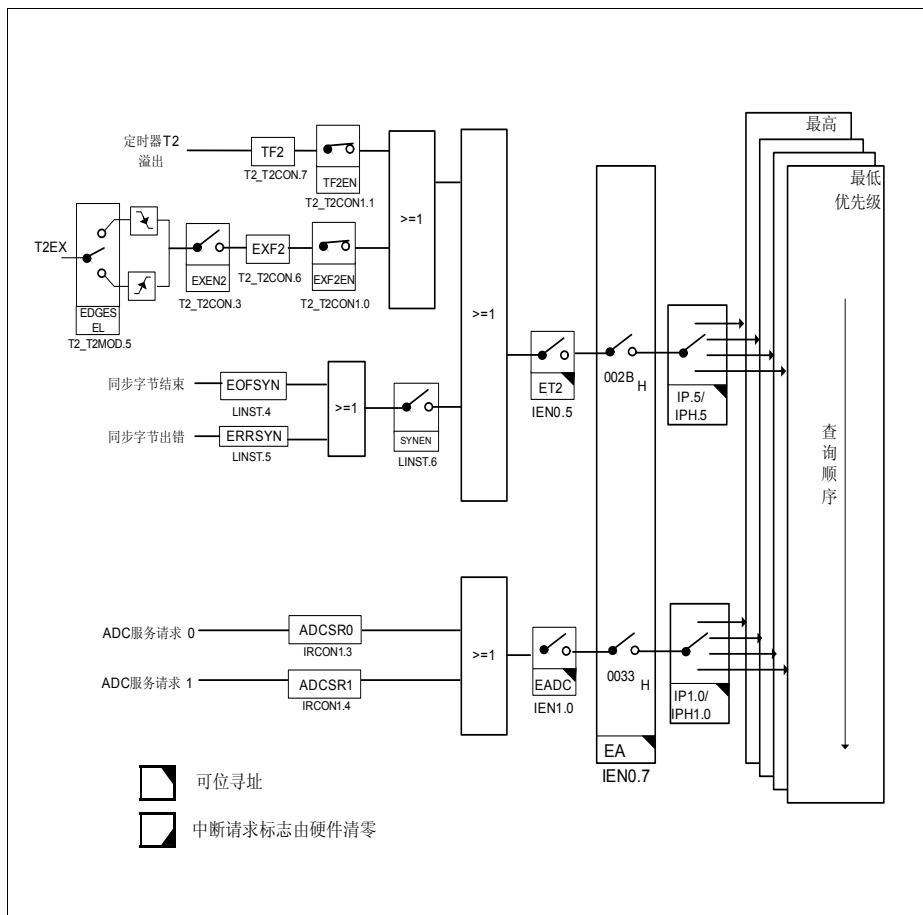 最高
最低
优先级
定时器T2
溢出
TF2
T2_T2CON.7
TF2EN
T2_T2CON1.1
>=1
T2EX
EDGES
EL
T2_T2MOD.5
EXEN2
T2_T2CON.3
EXF2
T2_T2CON.6
EXF2EN
T2_T2CON1.0
>=1
同步字节结束
EOFSYN
LINST.4
同步字节出错
ERRSYN
LINST.5
>=1
SYNEN
LINST.6
ET2
IEN0.5
002B H
IP.5/
IPH.5
查询顺序
ADC服务请求 0
ADCSR0
IRCON1.3
ADC服务请求 1
ADCSR1
IRCON1.4
>=1
EADC
IEN1.0
0033 H
IP1.0/
IPH1.0
EA
IEN0.7
可位寻址
中断请求标志由硬件清零